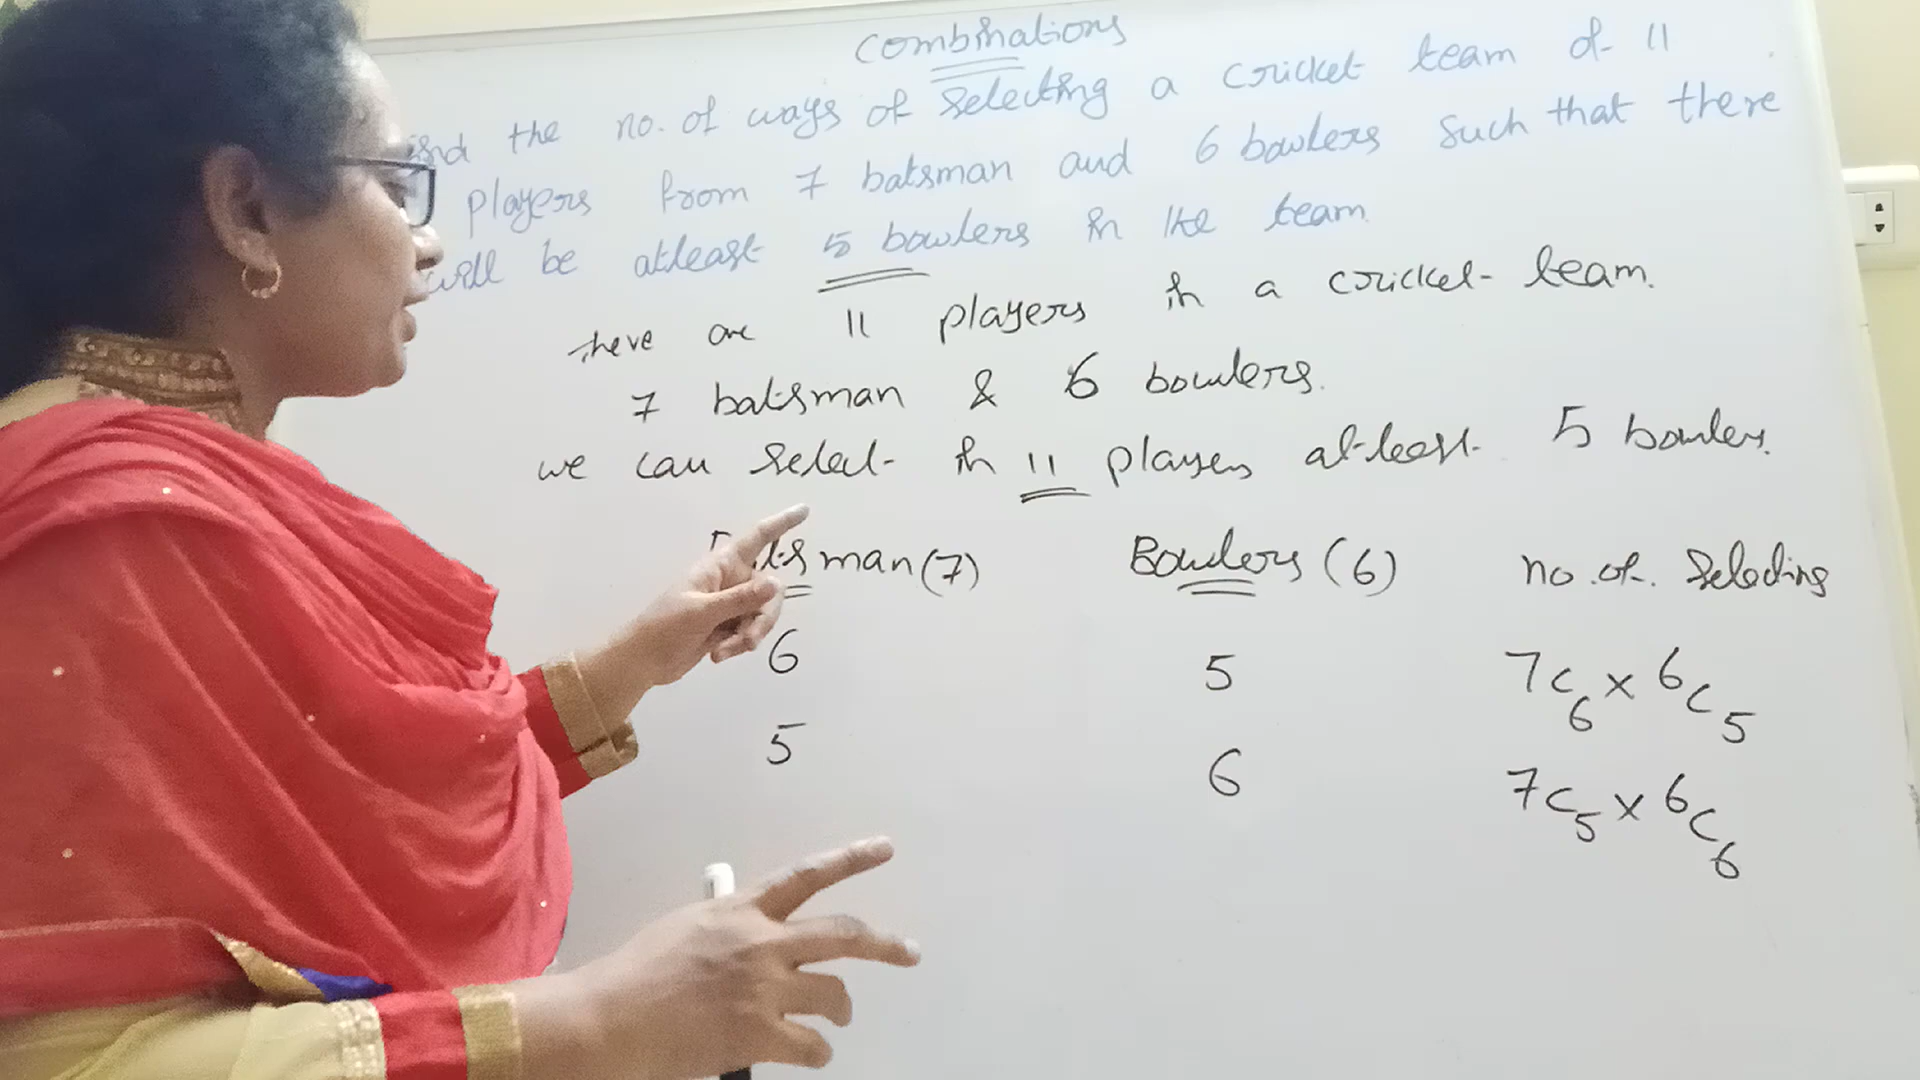 Combinations
the no. of ways of selecting a cricket team of 11
players from 7 batsman and 6 bowlers such that there
will be atleast 5 bowlers in the team.
there are 11 players in a cricket team.
7 batsman & 6 bowlers.
we can select in 11 players at-least 5 bowlers.
Batsman (7) Bowlers (6) no. of. Selecting
6 5 7c6 x 6c5
5 6 7c5 x 6c6